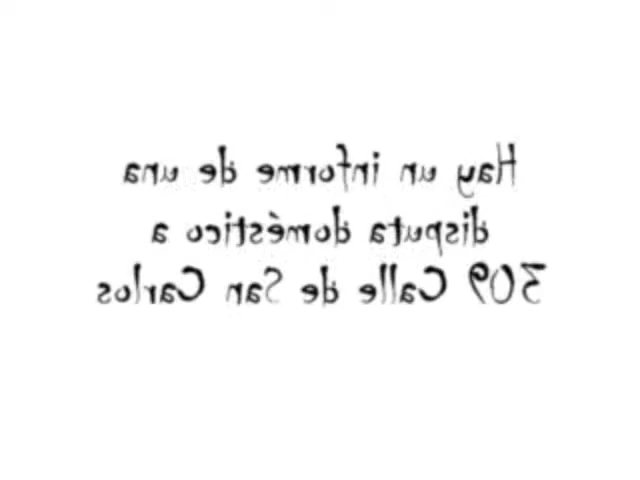 Hay un informe de una
disputa doméstico a
309 Calle de San Carlos